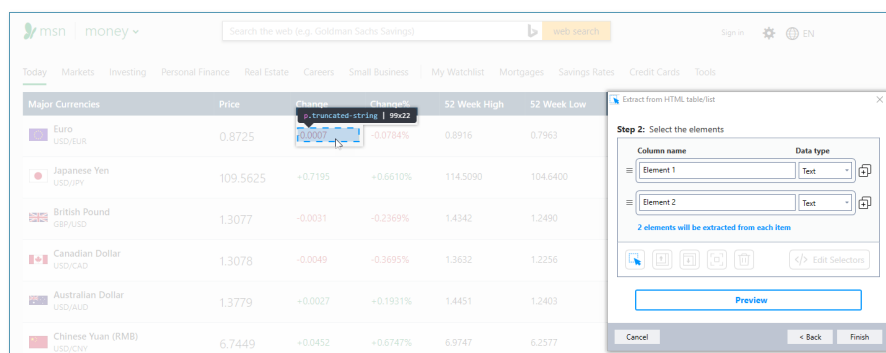 msn | money
Search the web (e.g. Goldman Sachs Savings)
web search
Sign in
EN
Today Markets Investing Personal Finance Real Estate Careers Small Business My Watchlist Mortgages Savings Rates Credit Cards Tools
Major Currencies Price Change Change% 52 Week High 52 Week Low
p.truncated-string | 99x22
Euro
USD/EUR
0.8725 -0.0007 -0.0784% 0.8916 0.7963
Japanese Yen
USD/JPY
109.5625 +0.7195 +0.6610% 114.5090 104.6400
British Pound
GBP/USD
1.3077 -0.0031 -0.2369% 1.4342 1.2490
Canadian Dollar
USD/CAD
1.3078 -0.0049 -0.3695% 1.3632 1.2256
Australian Dollar
USD/AUD
1.3779 +0.0027 +0.1931% 1.4451 1.2403
Chinese Yuan (RMB)
USD/CNY
6.7449 +0.0452 +0.6747% 6.9747 6.2577
Extract from HTML table/list
Step 2: Select the elements
Column name Data type
Element 1 Text
Element 2 Text
2 elements will be extracted from each item
</> Edit Selectors
Preview
Cancel < Back Finish